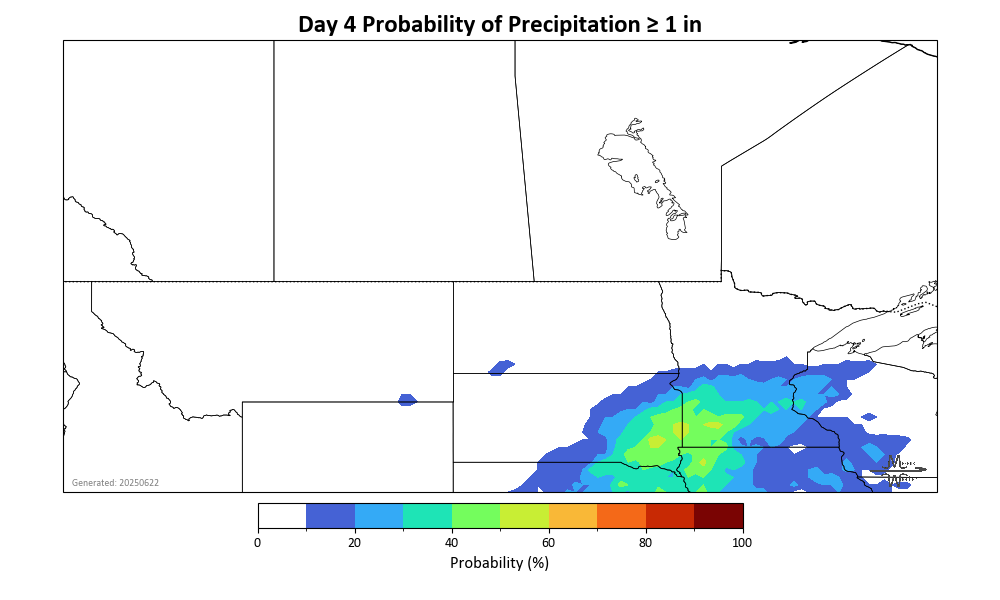 Day 4 Probability of Precipitation ≥ 1 in
Generated: 20250622
0 20 40 60 80 100
Probability (%)